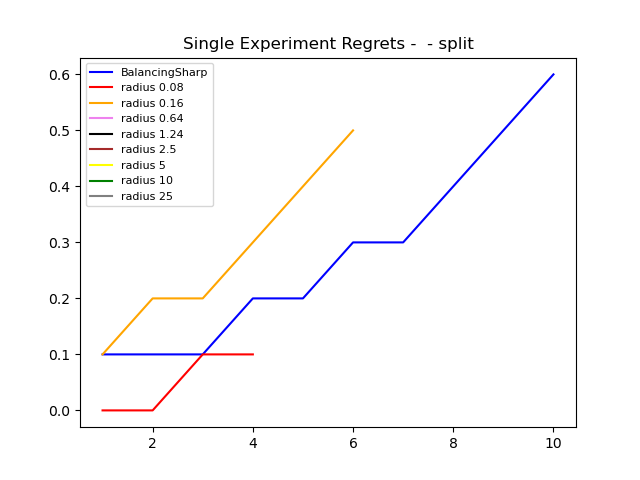 Single Experiment Regrets -  - split
BalancingSharp
radius 0.08
radius 0.16
radius 0.64
radius 1.24
radius 2.5
radius 5
radius 10
radius 25
0.6
0.5
0.4
0.3
0.2
0.1
0.0
2 4 6 8 10